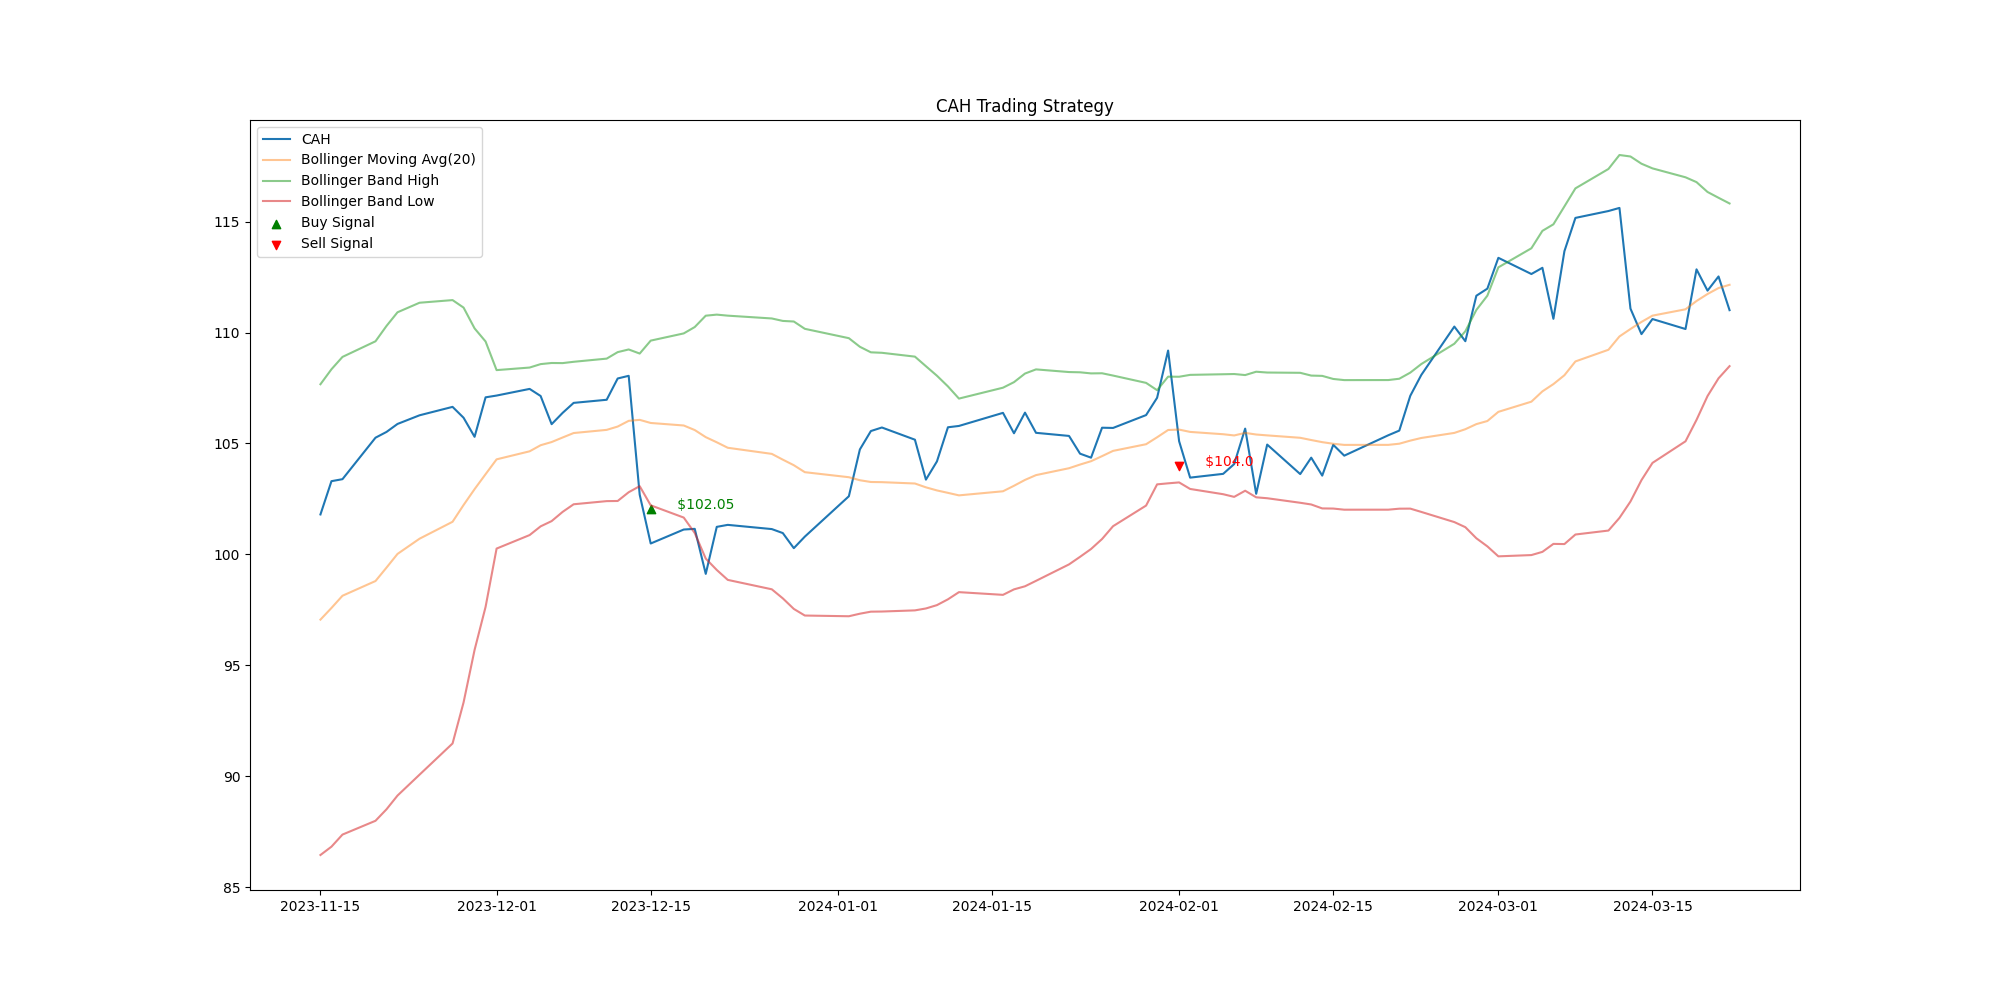 CAH Trading Strategy
CAH
Bollinger Moving Avg(20)
Bollinger Band High
Bollinger Band Low
Buy Signal
Sell Signal
115
110
105
100
95
90
85
$102.05
$104.0
2023-11-15 2023-12-01 2023-12-15 2024-01-01 2024-01-15 2024-02-01 2024-02-15 2024-03-01 2024-03-15